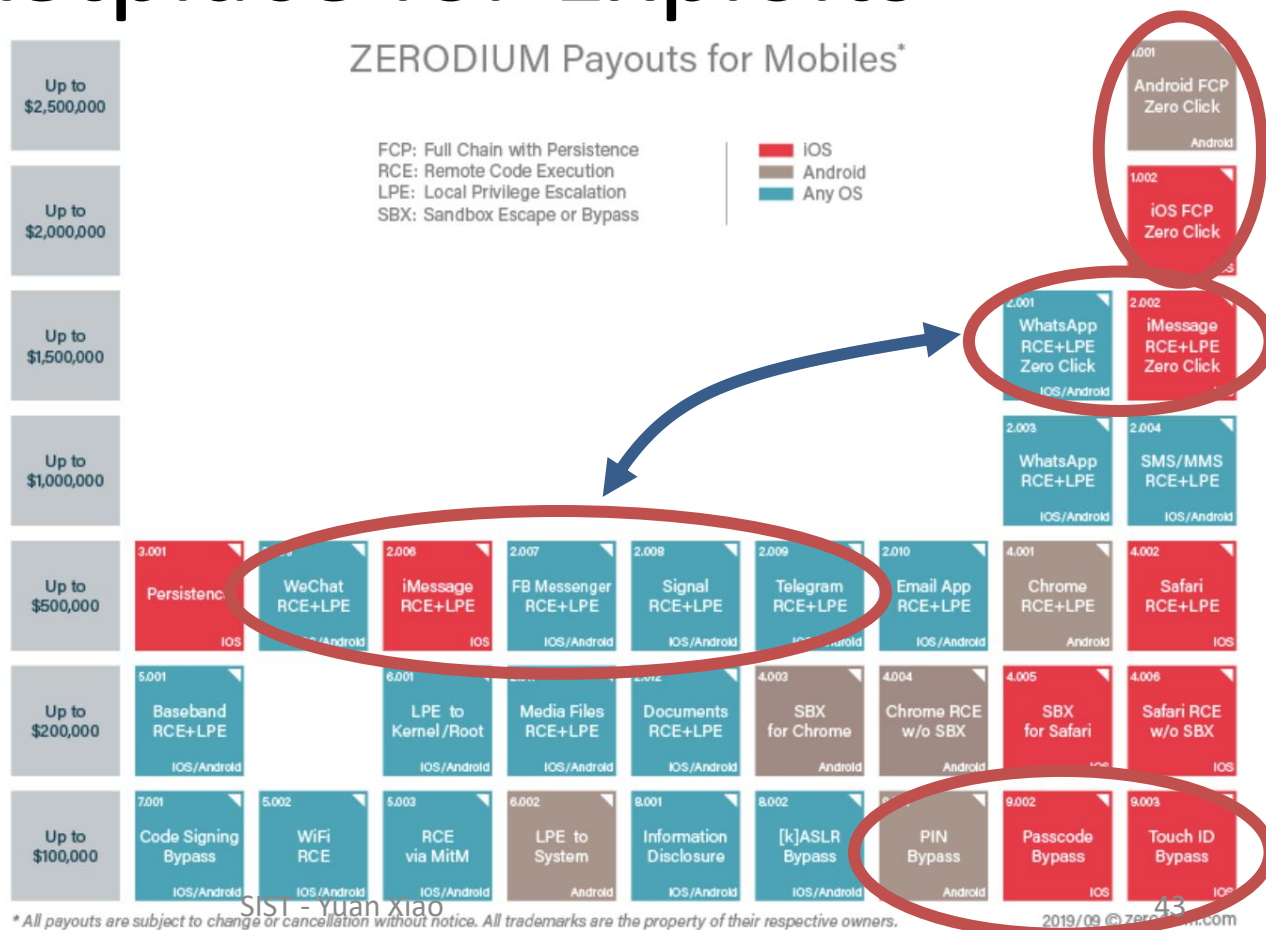 ZERODIUM Payouts for Mobiles*
FCP: Full Chain with Persistence
RCE: Remote Code Execution
LPE: Local Privilege Escalation
SBX: Sandbox Escape or Bypass
iOS
Android
Any OS
Up to
$2,500,000
1.001
Android FCP
Zero Click
Android
Up to
$2,000,000
1.002
iOS FCP
Zero Click
Up to
$1,500,000
2.001
WhatsApp
RCE+LPE
Zero Click
IOS/Android
2.002
iMessage
RCE+LPE
Zero Click
Up to
$1,000,000
2.003
WhatsApp
RCE+LPE
IOS/Android
2.004
SMS/MMS
RCE+LPE
IOS/Android
Up to
$500,000
3.001
Persistenc
IOS
WeChat
RCE+LPE
/Android
2.006
iMessage
RCE+LPE
IOS
2.007
FB Messenger
RCE+LPE
IOS/Android
2.008
Signal
RCE+LPE
IOS/Android
2.009
Telegram
RCE+LPE
IOS/Android
2.010
Email App
RCE+LPE
IOS/Android
4.001
Chrome
RCE+LPE
Android
4.002
Safari
RCE+LPE
IOS
Up to
$200,000
5.001
Baseband
RCE+LPE
IOS/Android
6.001
LPE to
Kernel/Root
IOS/Android
Media Files
RCE+LPE
IOS/Android
2.012
Documents
RCE+LPE
IOS/Android
4.003
SBX
for Chrome
Android
4.004
Chrome RCE
w/o SBX
Android
4.005
SBX
for Safari
IOS
4.006
Safari RCE
w/o SBX
IOS
Up to
$100,000
7.001
Code Signing
Bypass
IOS/Android
5.002
WiFi
RCE
IOS/Android
5.003
RCE
via MitM
IOS/Android
6.002
LPE to
System
Android
8.001
Information
Disclosure
IOS/Android
8.002
[k]ASLR
Bypass
IOS/Android
PIN
Bypass
Android
9.002
Passcode
Bypass
IOS
9.003
Touch ID
Bypass
IOS
SIST - Yuan Xiao
43
* All payouts are subject to change or cancellation without notice. All trademarks are the property of their respective owners.
2019/09 © zerodium.com